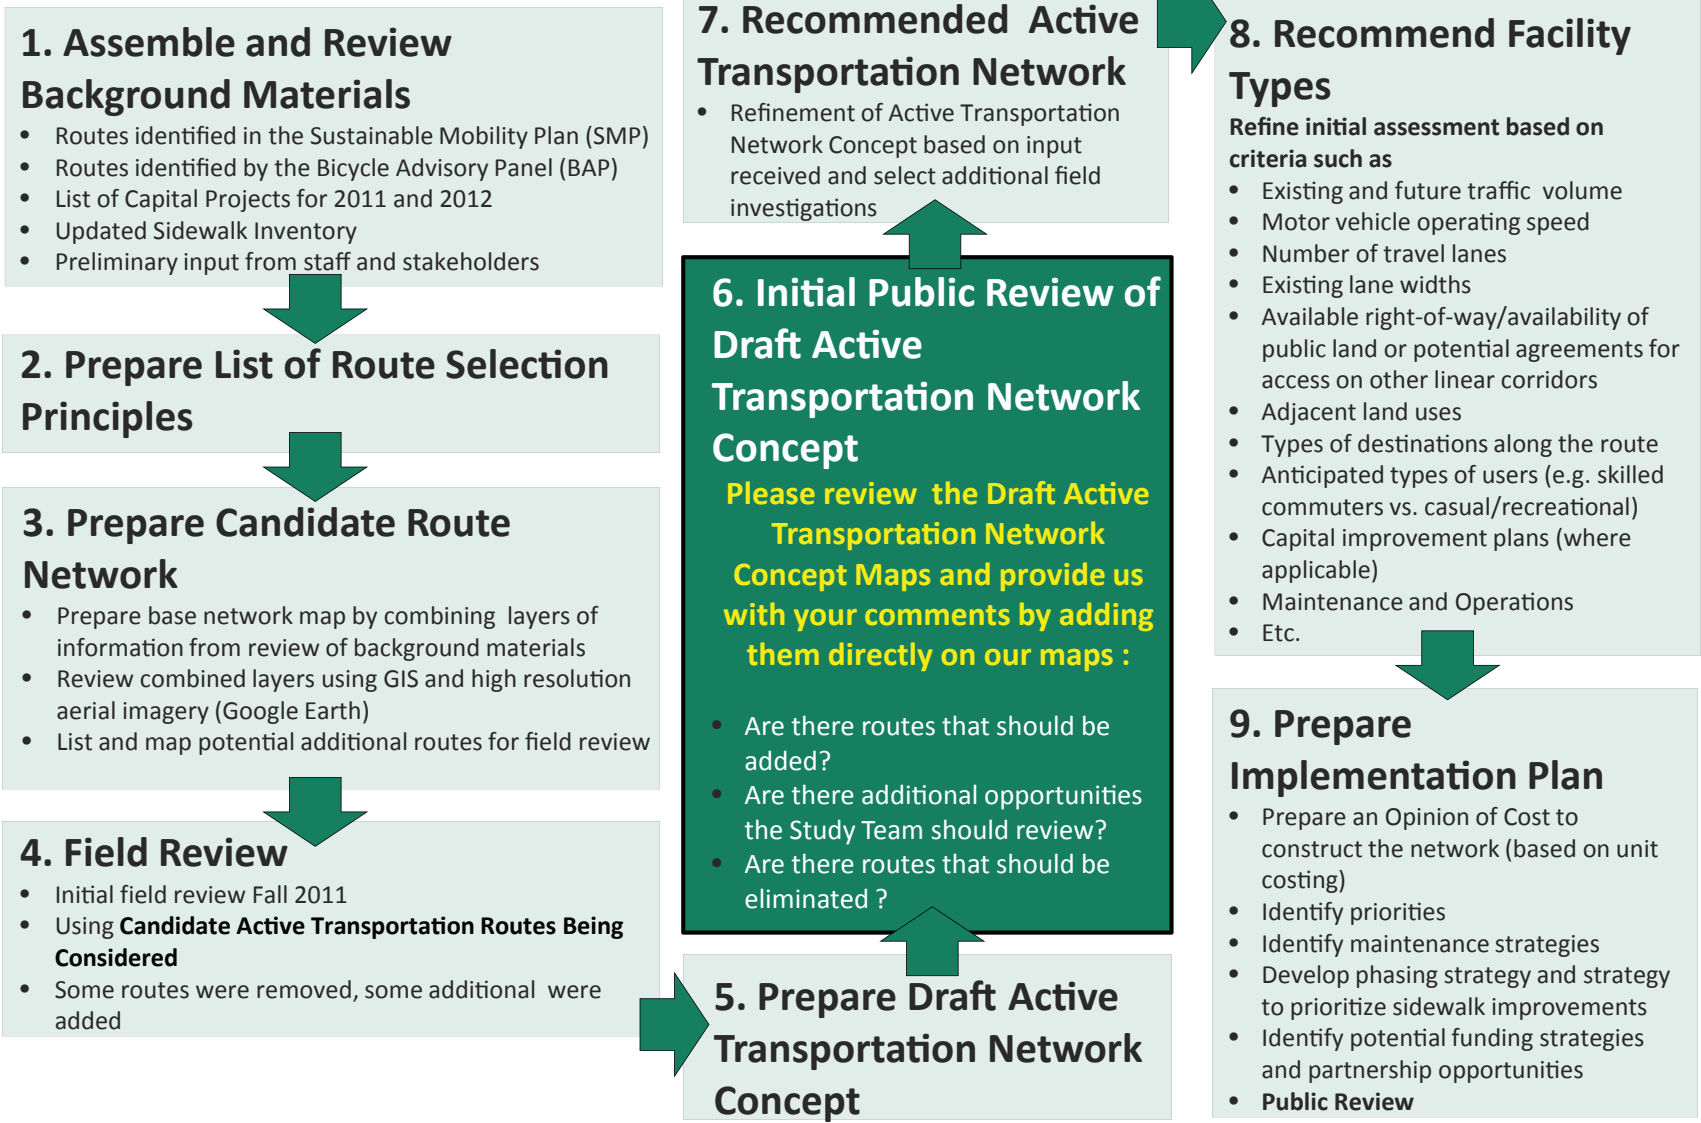 1. Assemble and Review
Background Materials
• Routes identified in the Sustainable Mobility Plan (SMP)
• Routes identified by the Bicycle Advisory Panel (BAP)
• List of Capital Projects for 2011 and 2012
• Updated Sidewalk Inventory
• Preliminary input from staff and stakeholders
2. Prepare List of Route Selection
Principles
3. Prepare Candidate Route
Network
• Prepare base network map by combining layers of
information from review of background materials
• Review combined layers using GIS and high resolution
aerial imagery (Google Earth)
• List and map potential additional routes for field review
4. Field Review
• Initial field review Fall 2011
• Using Candidate Active Transportation Routes Being
Considered
• Some routes were removed, some additional were
added
5. Prepare Draft Active
Transportation Network
Concept
6. Initial Public Review of
Draft Active
Transportation Network
Concept
Please review the Draft Active
Transportation Network
Concept Maps and provide us
with your comments by adding
them directly on our maps :
• Are there routes that should be
added?
• Are there additional opportunities
the Study Team should review?
• Are there routes that should be
eliminated ?
7. Recommended Active
Transportation Network
• Refinement of Active Transportation
Network Concept based on input
received and select additional field
investigations
8. Recommend Facility
Types
Refine initial assessment based on
criteria such as
• Existing and future traffic volume
• Motor vehicle operating speed
• Number of travel lanes
• Existing lane widths
• Available right-of-way/availability of
public land or potential agreements for
access on other linear corridors
• Adjacent land uses
• Types of destinations along the route
• Anticipated types of users (e.g. skilled
commuters vs. casual/recreational)
• Capital improvement plans (where
applicable)
• Maintenance and Operations
• Etc.
9. Prepare
Implementation Plan
• Prepare an Opinion of Cost to
construct the network (based on unit
costing)
• Identify priorities
• Identify maintenance strategies
• Develop phasing strategy and strategy
to prioritize sidewalk improvements
• Identify potential funding strategies
and partnership opportunities
• Public Review